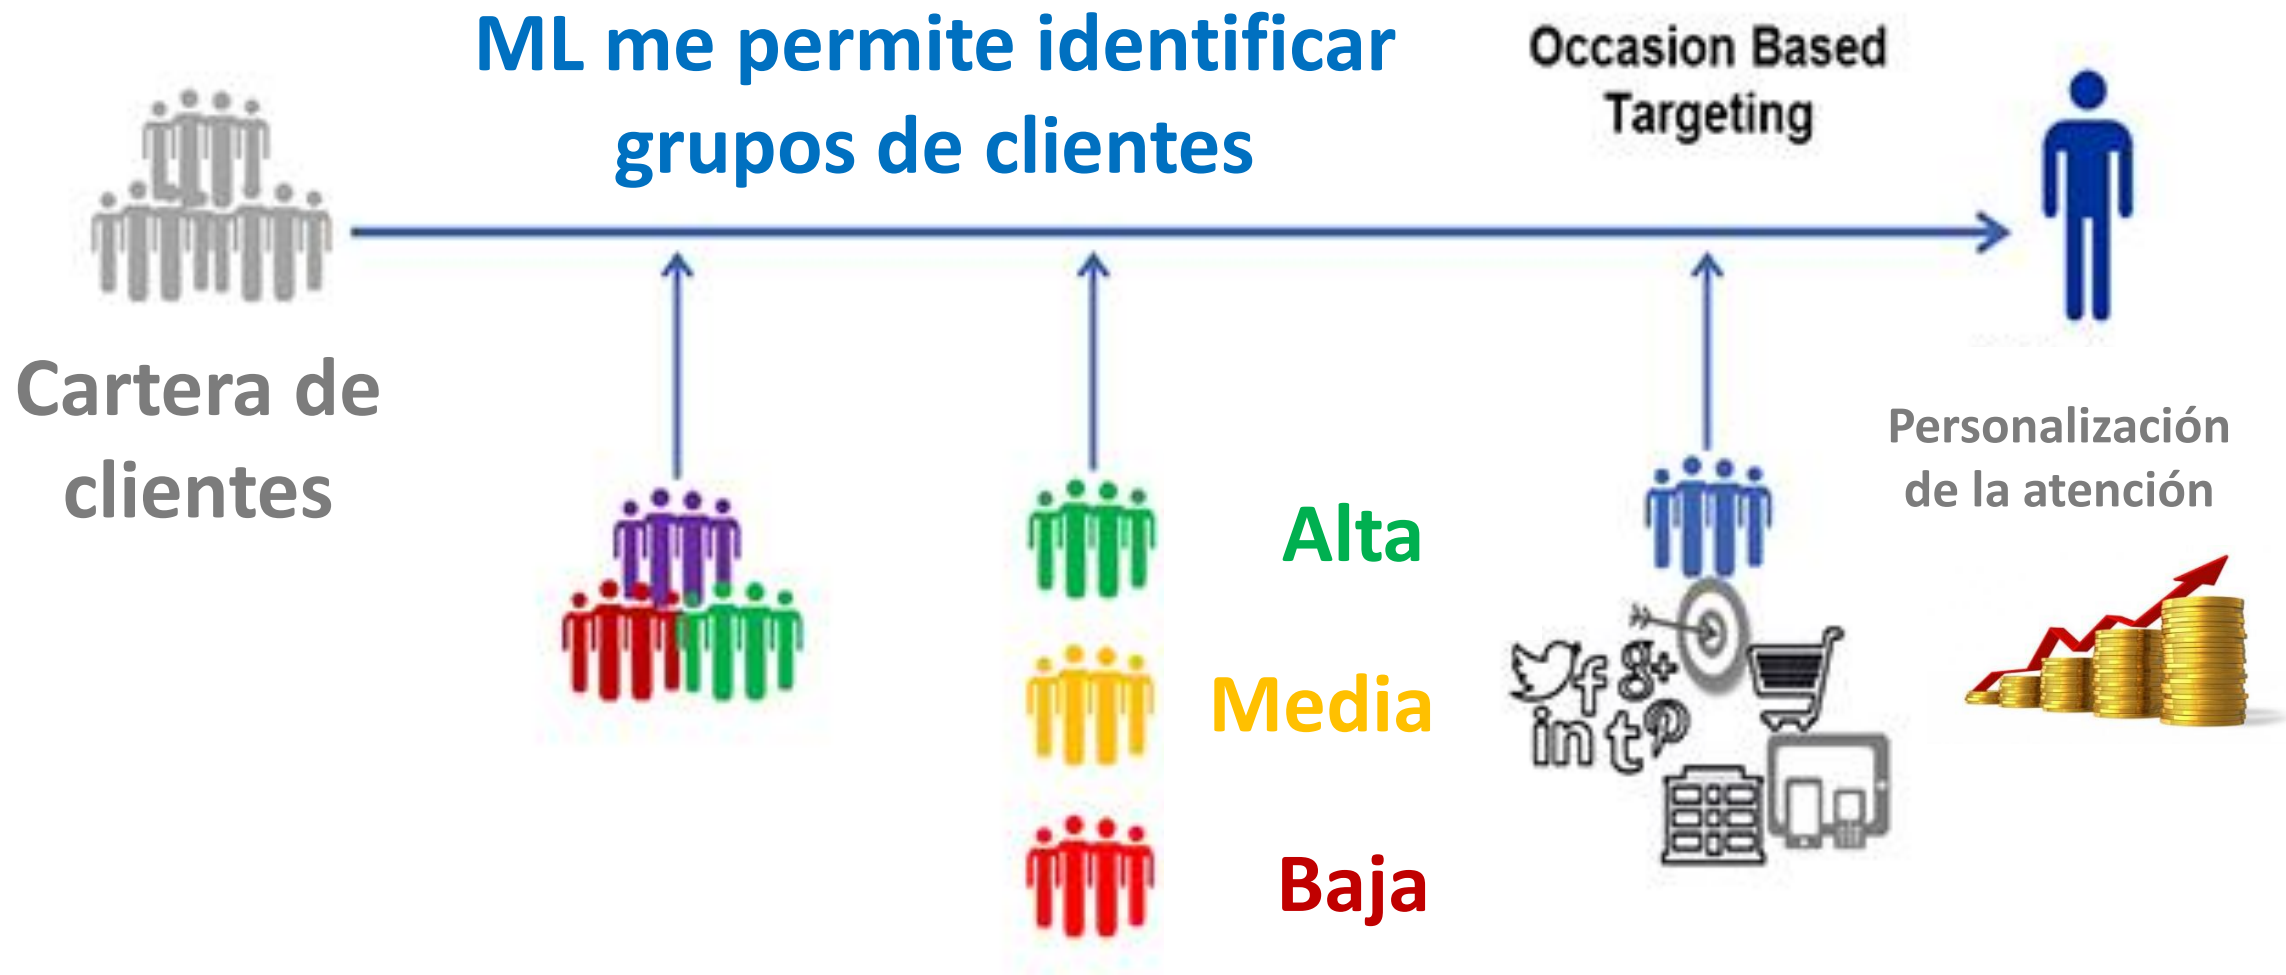 ML me permite identificar
grupos de clientes
Occasion Based
Targeting
Cartera de
clientes
Personalización
de la atención
Alta
Media
Baja
f
g+
in
t